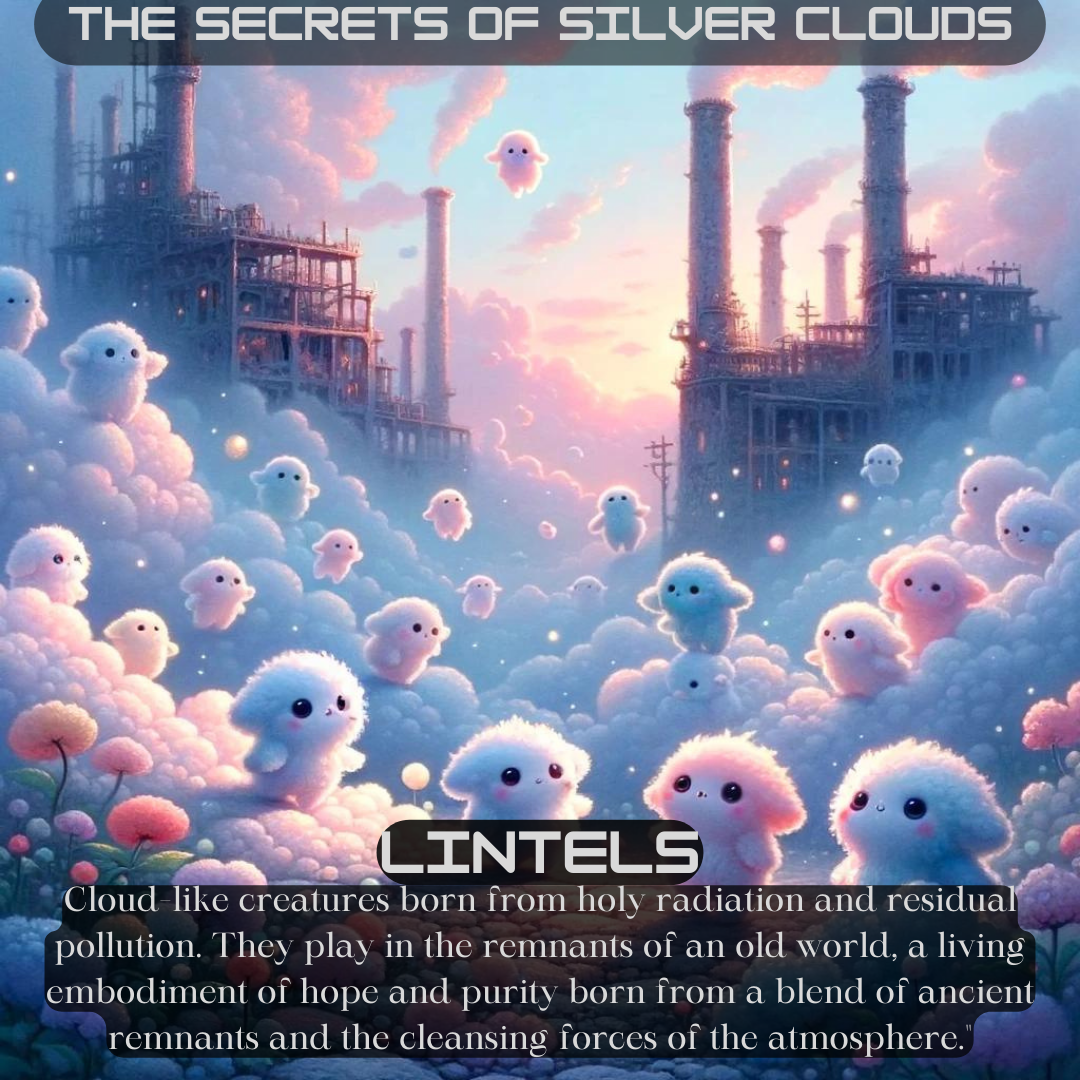 THE SECRETS OF SILVER CLOUDS
LINTELS
Cloud-like creatures born from holy radiation and residual
pollution. They play in the remnants of an old world, a living
embodiment of hope and purity born from a blend of ancient
remnants and the cleansing forces of the atmosphere."